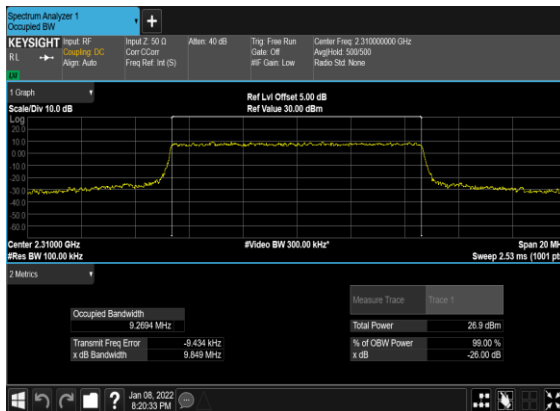 Spectrum Analyzer 1
Occupied BW
KEYSIGHT
RL
Input: RF
Coupling: DC
Align: Auto
Input Z: 50 Ω
Corr CCorr
Freq Ref: Int (S)
Atten: 40 dB
Trig: Free Run
Gate: Off
#IF Gain: Low
Center Freq: 2.310000000 GHz
Avg|Hold: 500/500
Radio Std: None
1 Graph
Scale/Div 10.0 dB
Ref Lvl Offset 5.00 dB
Ref Value 30.00 dBm
Log
20.0
10.0
0.00
-10.0
-20.0
-30.0
-40.0
-50.0
-60.0
Center 2.31000 GHz
#Res BW 100.00 kHz
#Video BW 300.00 kHz*
Span 20 MH
Sweep 2.53 ms (1001 pts
2 Metrics
Measure Trace
Trace 1
Occupied Bandwidth
9.2694 MHz
Total Power
26.9 dBm
Transmit Freq Error
-9.434 kHz
% of OBW Power
99.00 %
x dB Bandwidth
9.849 MHz
x dB
-26.00 dB
Jan 08, 2022
8:20:33 PM